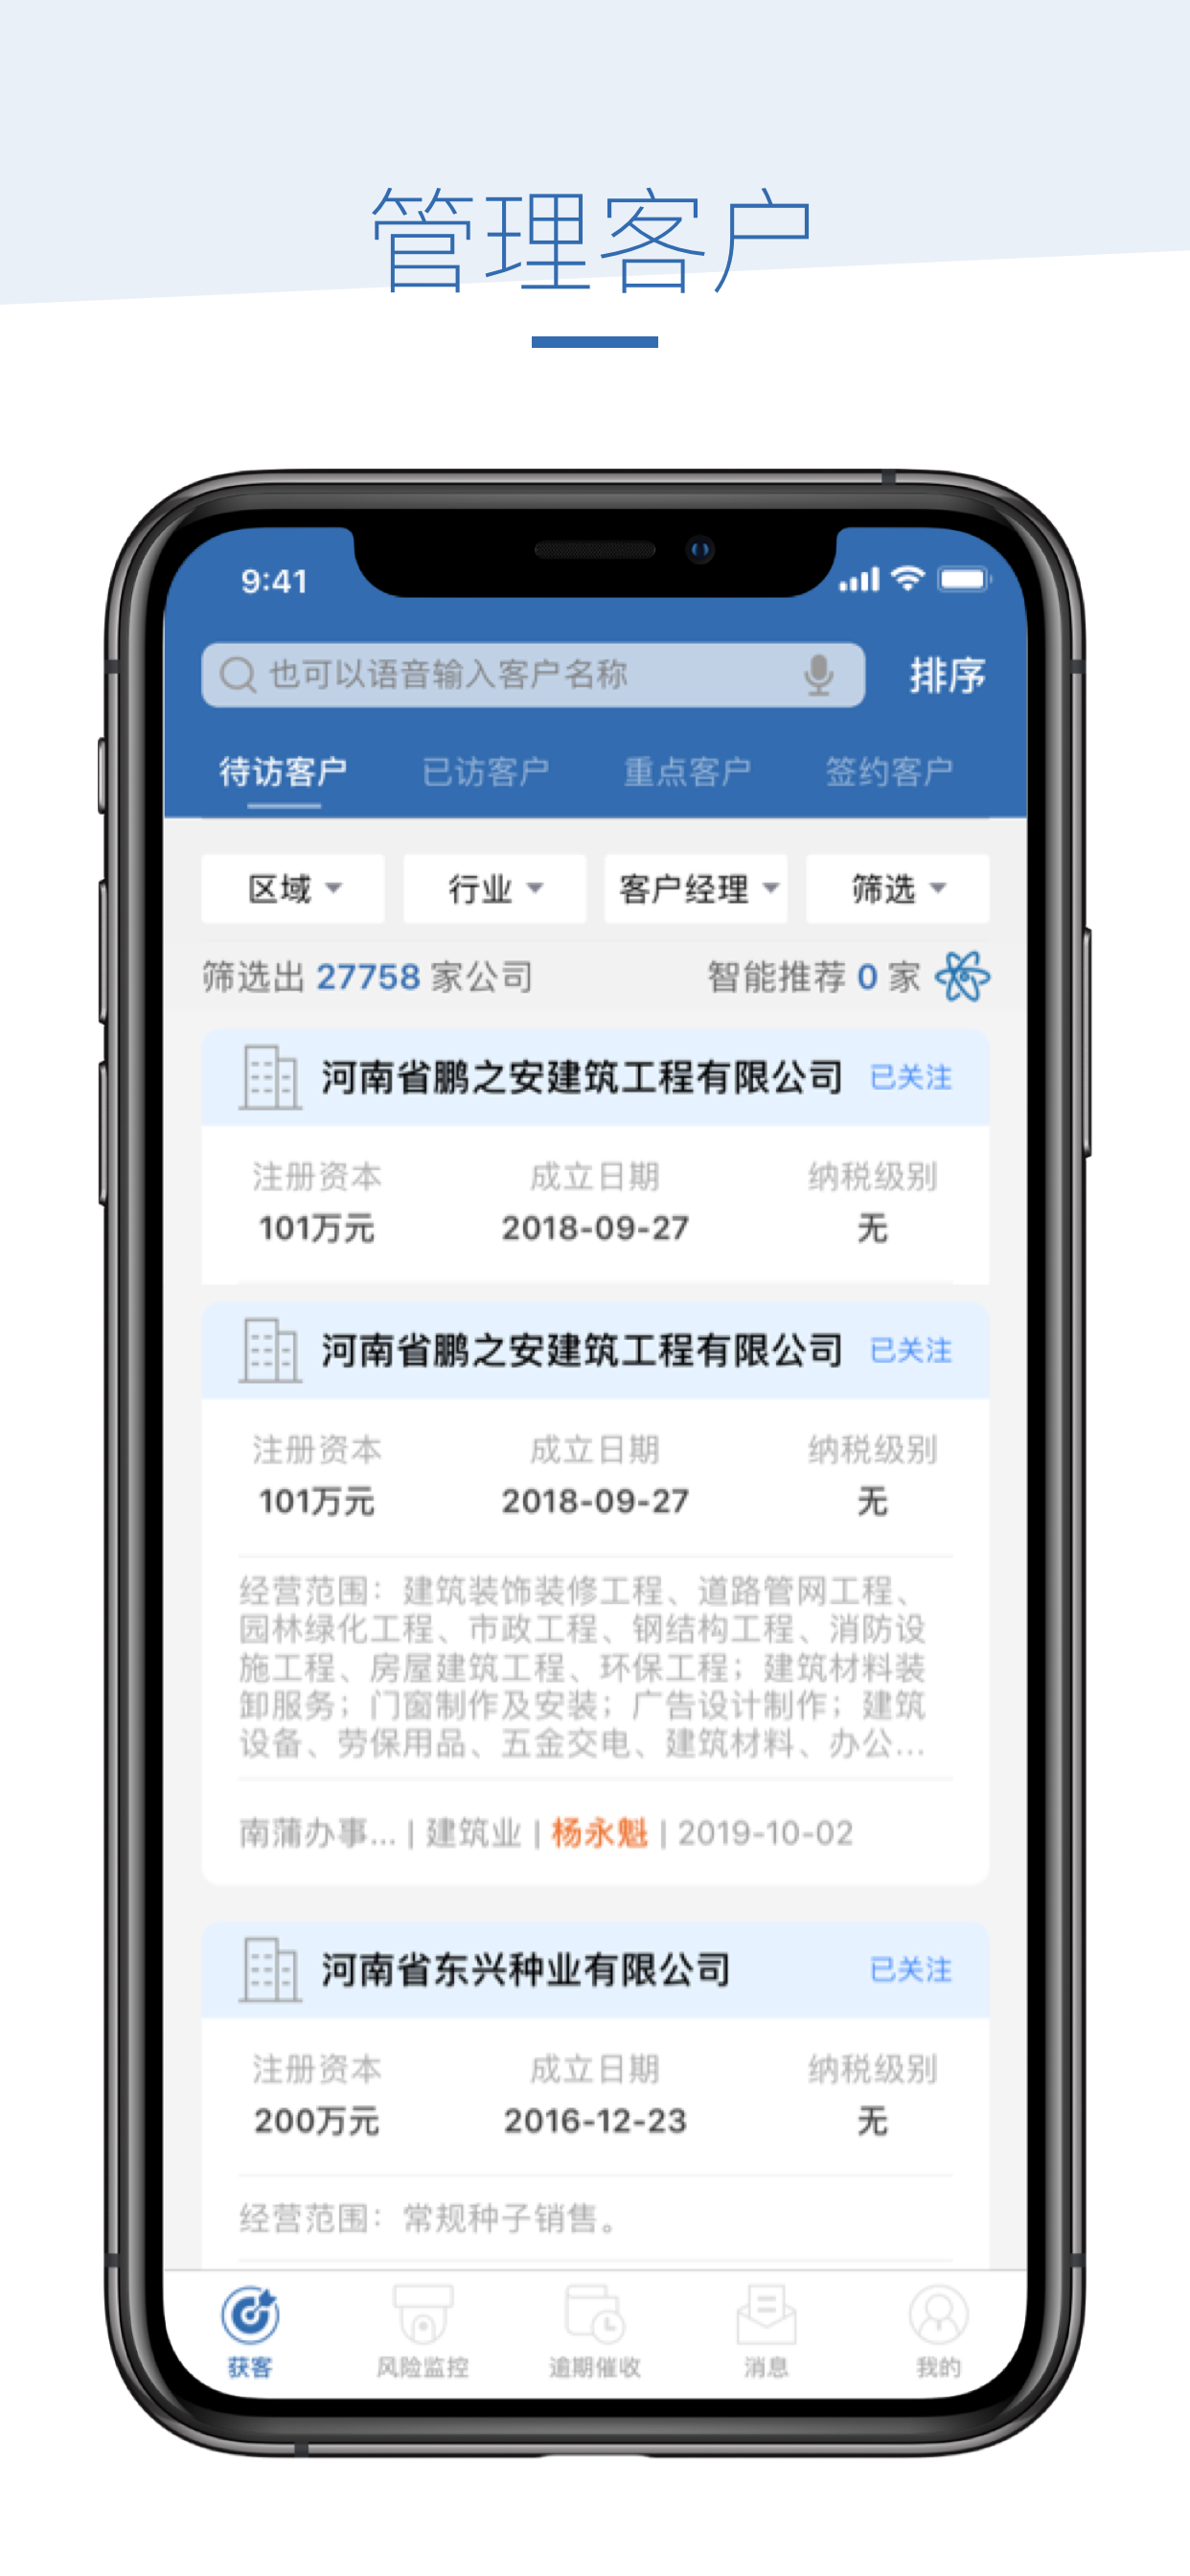 管理客户
9:41
也可以语音输入客户名称
排序
待访客户 已访客户 重点客户 签约客户
区域 行业 客户经理 筛选
筛选出 27758 家公司 智能推荐 0 家
河南省鹏之安建筑工程有限公司 已关注
注册资本 成立日期 纳税级别
101万元 2018-09-27 无
河南省鹏之安建筑工程有限公司 已关注
注册资本 成立日期 纳税级别
101万元 2018-09-27 无
经营范围：建筑装饰装修工程、道路管网工程、
园林绿化工程、市政工程、钢结构工程、消防设
施工程、房屋建筑工程、环保工程；建筑材料装
卸服务；门窗制作及安装；广告设计制作；建筑
设备、劳保用品、五金交电、建筑材料、办公...
南蒲办事... | 建筑业 | 杨永魁 | 2019-10-02
河南省东兴种业有限公司 已关注
注册资本 成立日期 纳税级别
200万元 2016-12-23 无
经营范围：常规种子销售。
获客 风险监控 逾期催收 消息 我的